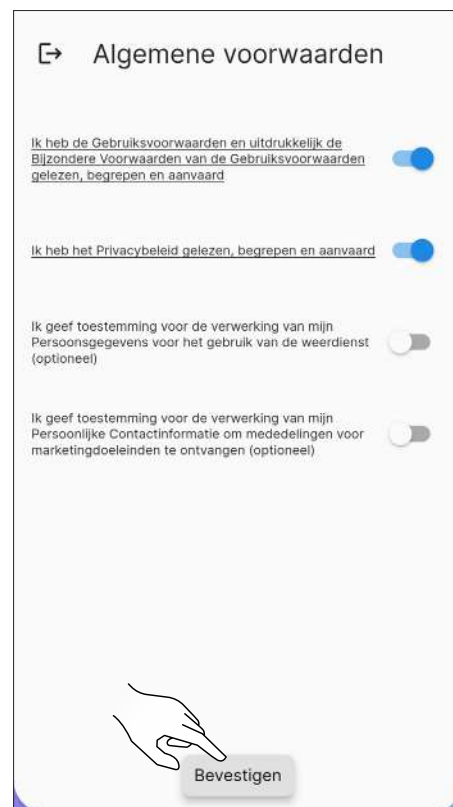 Algemene voorwaarden
Ik heb de Gebruiksvoorwaarden en uitdrukkelijk de
Bijzondere Voorwaarden van de Gebruiksvoorwaarden
gelezen, begrepen en aanvaard
Ik heb het Privacybeleid gelezen, begrepen en aanvaard
Ik geef toestemming voor de verwerking van mijn
Persoonsgegevens voor het gebruik van de weerdienst
(optioneel)
Ik geef toestemming voor de verwerking van mijn
Persoonlijke Contactinformatie om mededelingen voor
marketingdoeleinden te ontvangen (optioneel)
Bevestigen